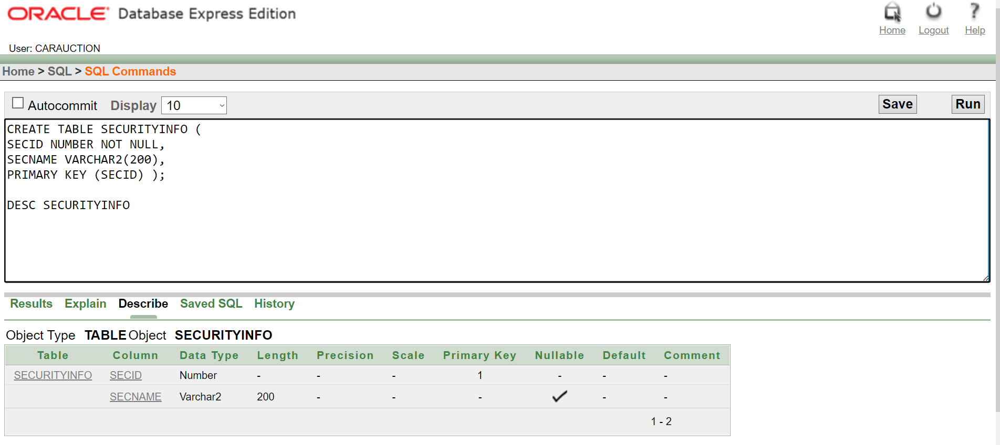 ORACLE Database Express Edition
Home Logout Help
User: CARAUCTION
Home > SQL > SQL Commands
Autocommit Display 10 Save Run
CREATE TABLE SECURITYINFO (
SECID NUMBER NOT NULL,
SECNAME VARCHAR2(200),
PRIMARY KEY (SECID) );
DESC SECURITYINFO
Results Explain Describe Saved SQL History
Object Type TABLE Object SECURITYINFO
Table Column Data Type Length Precision Scale Primary Key Nullable Default Comment
SECURITYINFO SECID Number - - - 1 - - -
SECNAME Varchar2 200 - - - ✓ - -
1 - 2